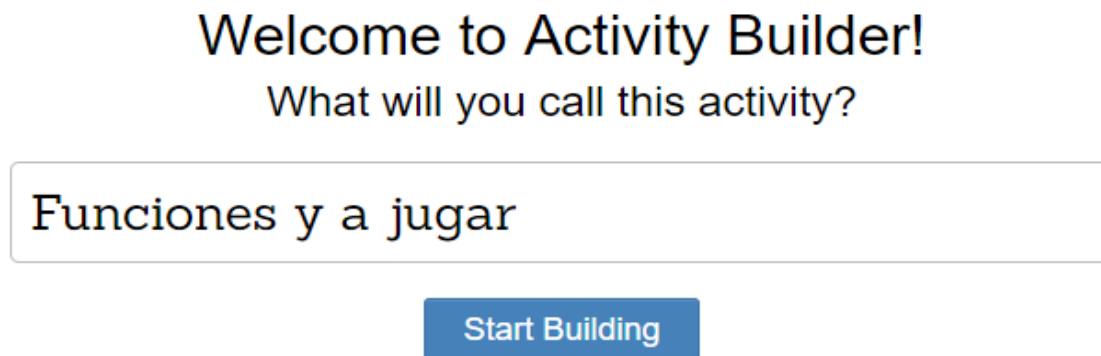 Welcome to Activity Builder!
What will you call this activity?
Funciones y a jugar
Start Building